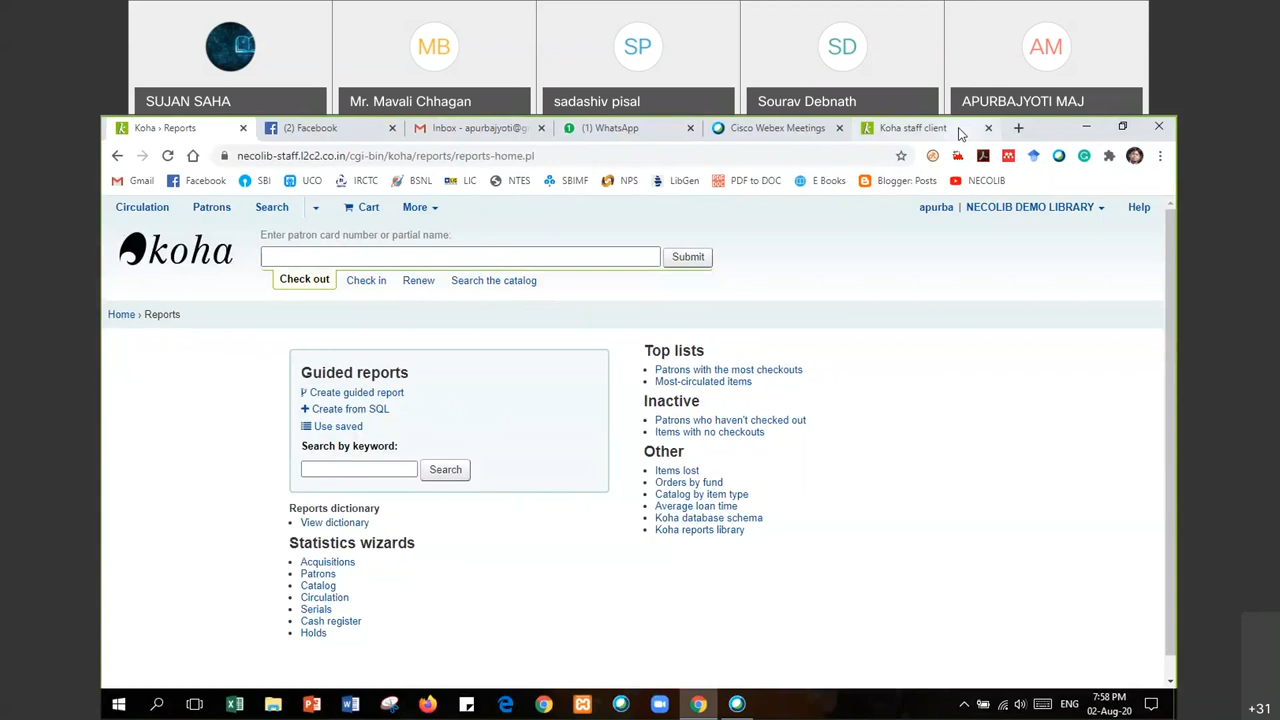 MB
SP
SD
AM
SUJAN SAHA
Mr. Mavali Chhagan
sadashiv pisal
Sourav Debnath
APURBAJYOTI MAJ
Koha › Reports
(2) Facebook
Inbox - apurbajyoti@g
(1) WhatsApp
Cisco Webex Meetings
Koha staff client
necolib-staff.l2c2.co.in/cgi-bin/koha/reports/reports-home.pl
Gmail
Facebook
SBI
UCO
IRCTC
BSNL
LIC
NTES
SBIMF
NPS
LibGen
PDF to DOC
E Books
Blogger: Posts
NECOLIB
Circulation
Patrons
Search
Cart
More
apurba | NECOLIB DEMO LIBRARY
Help
koha
Enter patron card number or partial name:
Submit
Check out
Check in
Renew
Search the catalog
Home › Reports
Guided reports
Create guided report
Create from SQL
Use saved
Search by keyword:
Search
Reports dictionary
View dictionary
Statistics wizards
Acquisitions
Patrons
Catalog
Circulation
Serials
Cash register
Holds
Top lists
Patrons with the most checkouts
Most-circulated items
Inactive
Patrons who haven't checked out
Items with no checkouts
Other
Items lost
Orders by fund
Catalog by item type
Average loan time
Koha database schema
Koha reports library
ENG
7:58 PM
02-Aug-20
+31